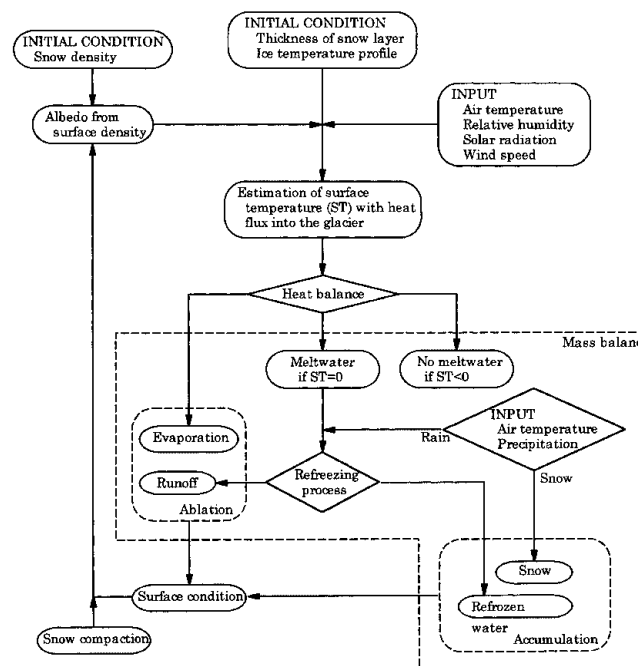 INITIAL CONDITION
Snow density
INITIAL CONDITION
Thickness of snow layer
Ice temperature profile
Albedo from
surface density
INPUT
Air temperature
Relative humidity
Solar radiation
Wind speed
Estimation of surface
temperature (ST) with heat
flux into the glacier
Heat balance
Mass balanc
Meltwater
if ST=0
No meltwater
if ST<0
INPUT
Air temperature
Precipitation
Rain
Snow
Evaporation
Runoff
Ablation
Refreezing
process
Snow
Refrozen
water
Accumulation
Surface condition
Snow compaction